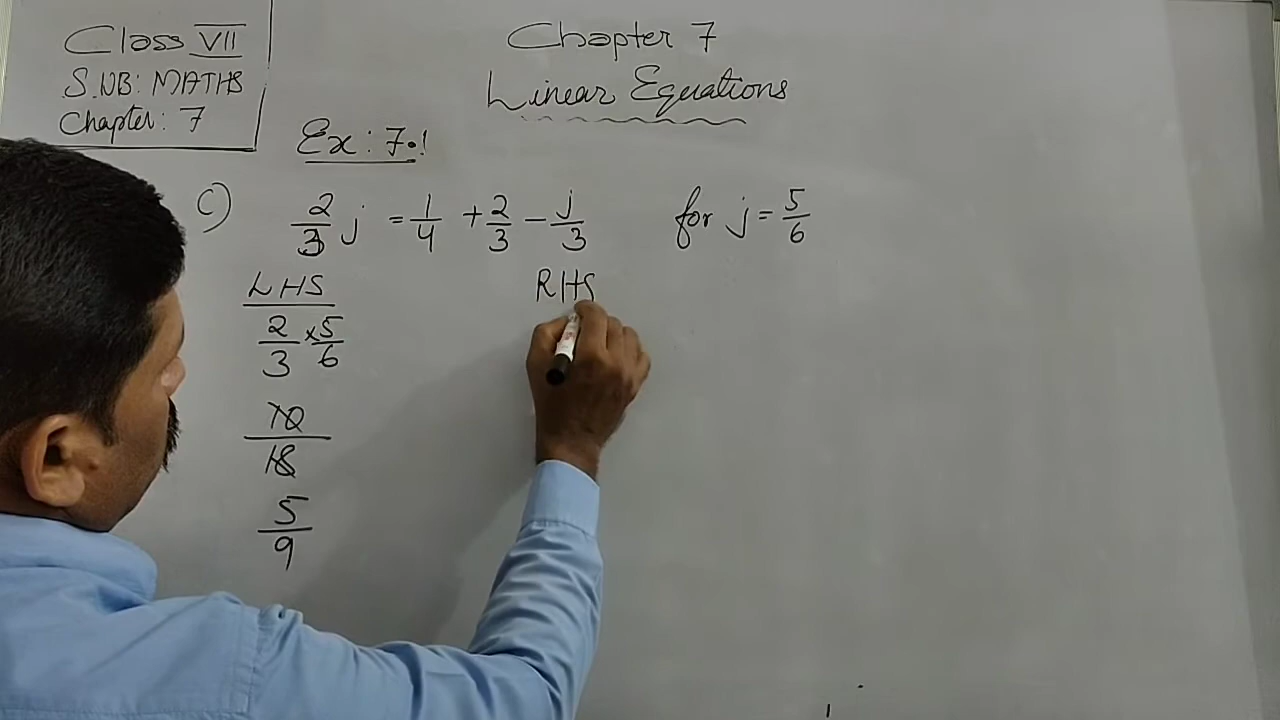 Class VII
S.NB: MATHS
Chapter: 7
Chapter 7
Linear Equations
Ex: 7.1
c) 2/3 j = 1/4 + 2/3 - j/3 for j = 5/6
LHS
2/3 × 5/6
10/18
5/9
RHS